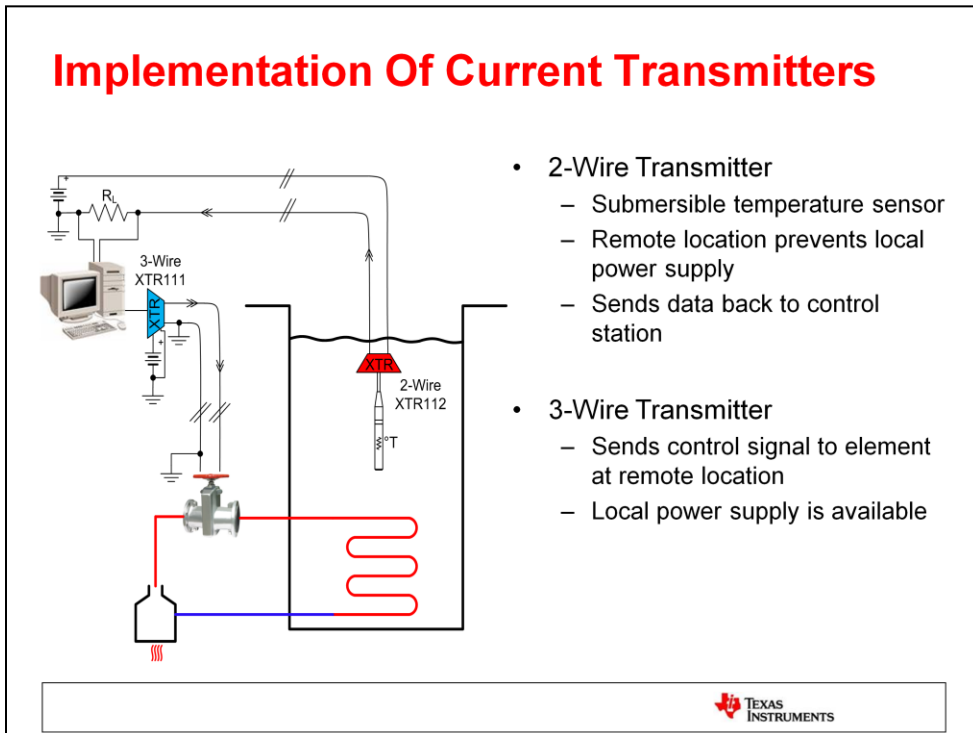 Implementation Of Current Transmitters
+
RL
3-Wire
XTR111
XTR
+
XTR
2-Wire
XTR112
°T
• 2-Wire Transmitter
– Submersible temperature sensor
– Remote location prevents local
power supply
– Sends data back to control
station
• 3-Wire Transmitter
– Sends control signal to element
at remote location
– Local power supply is available
TEXAS
INSTRUMENTS